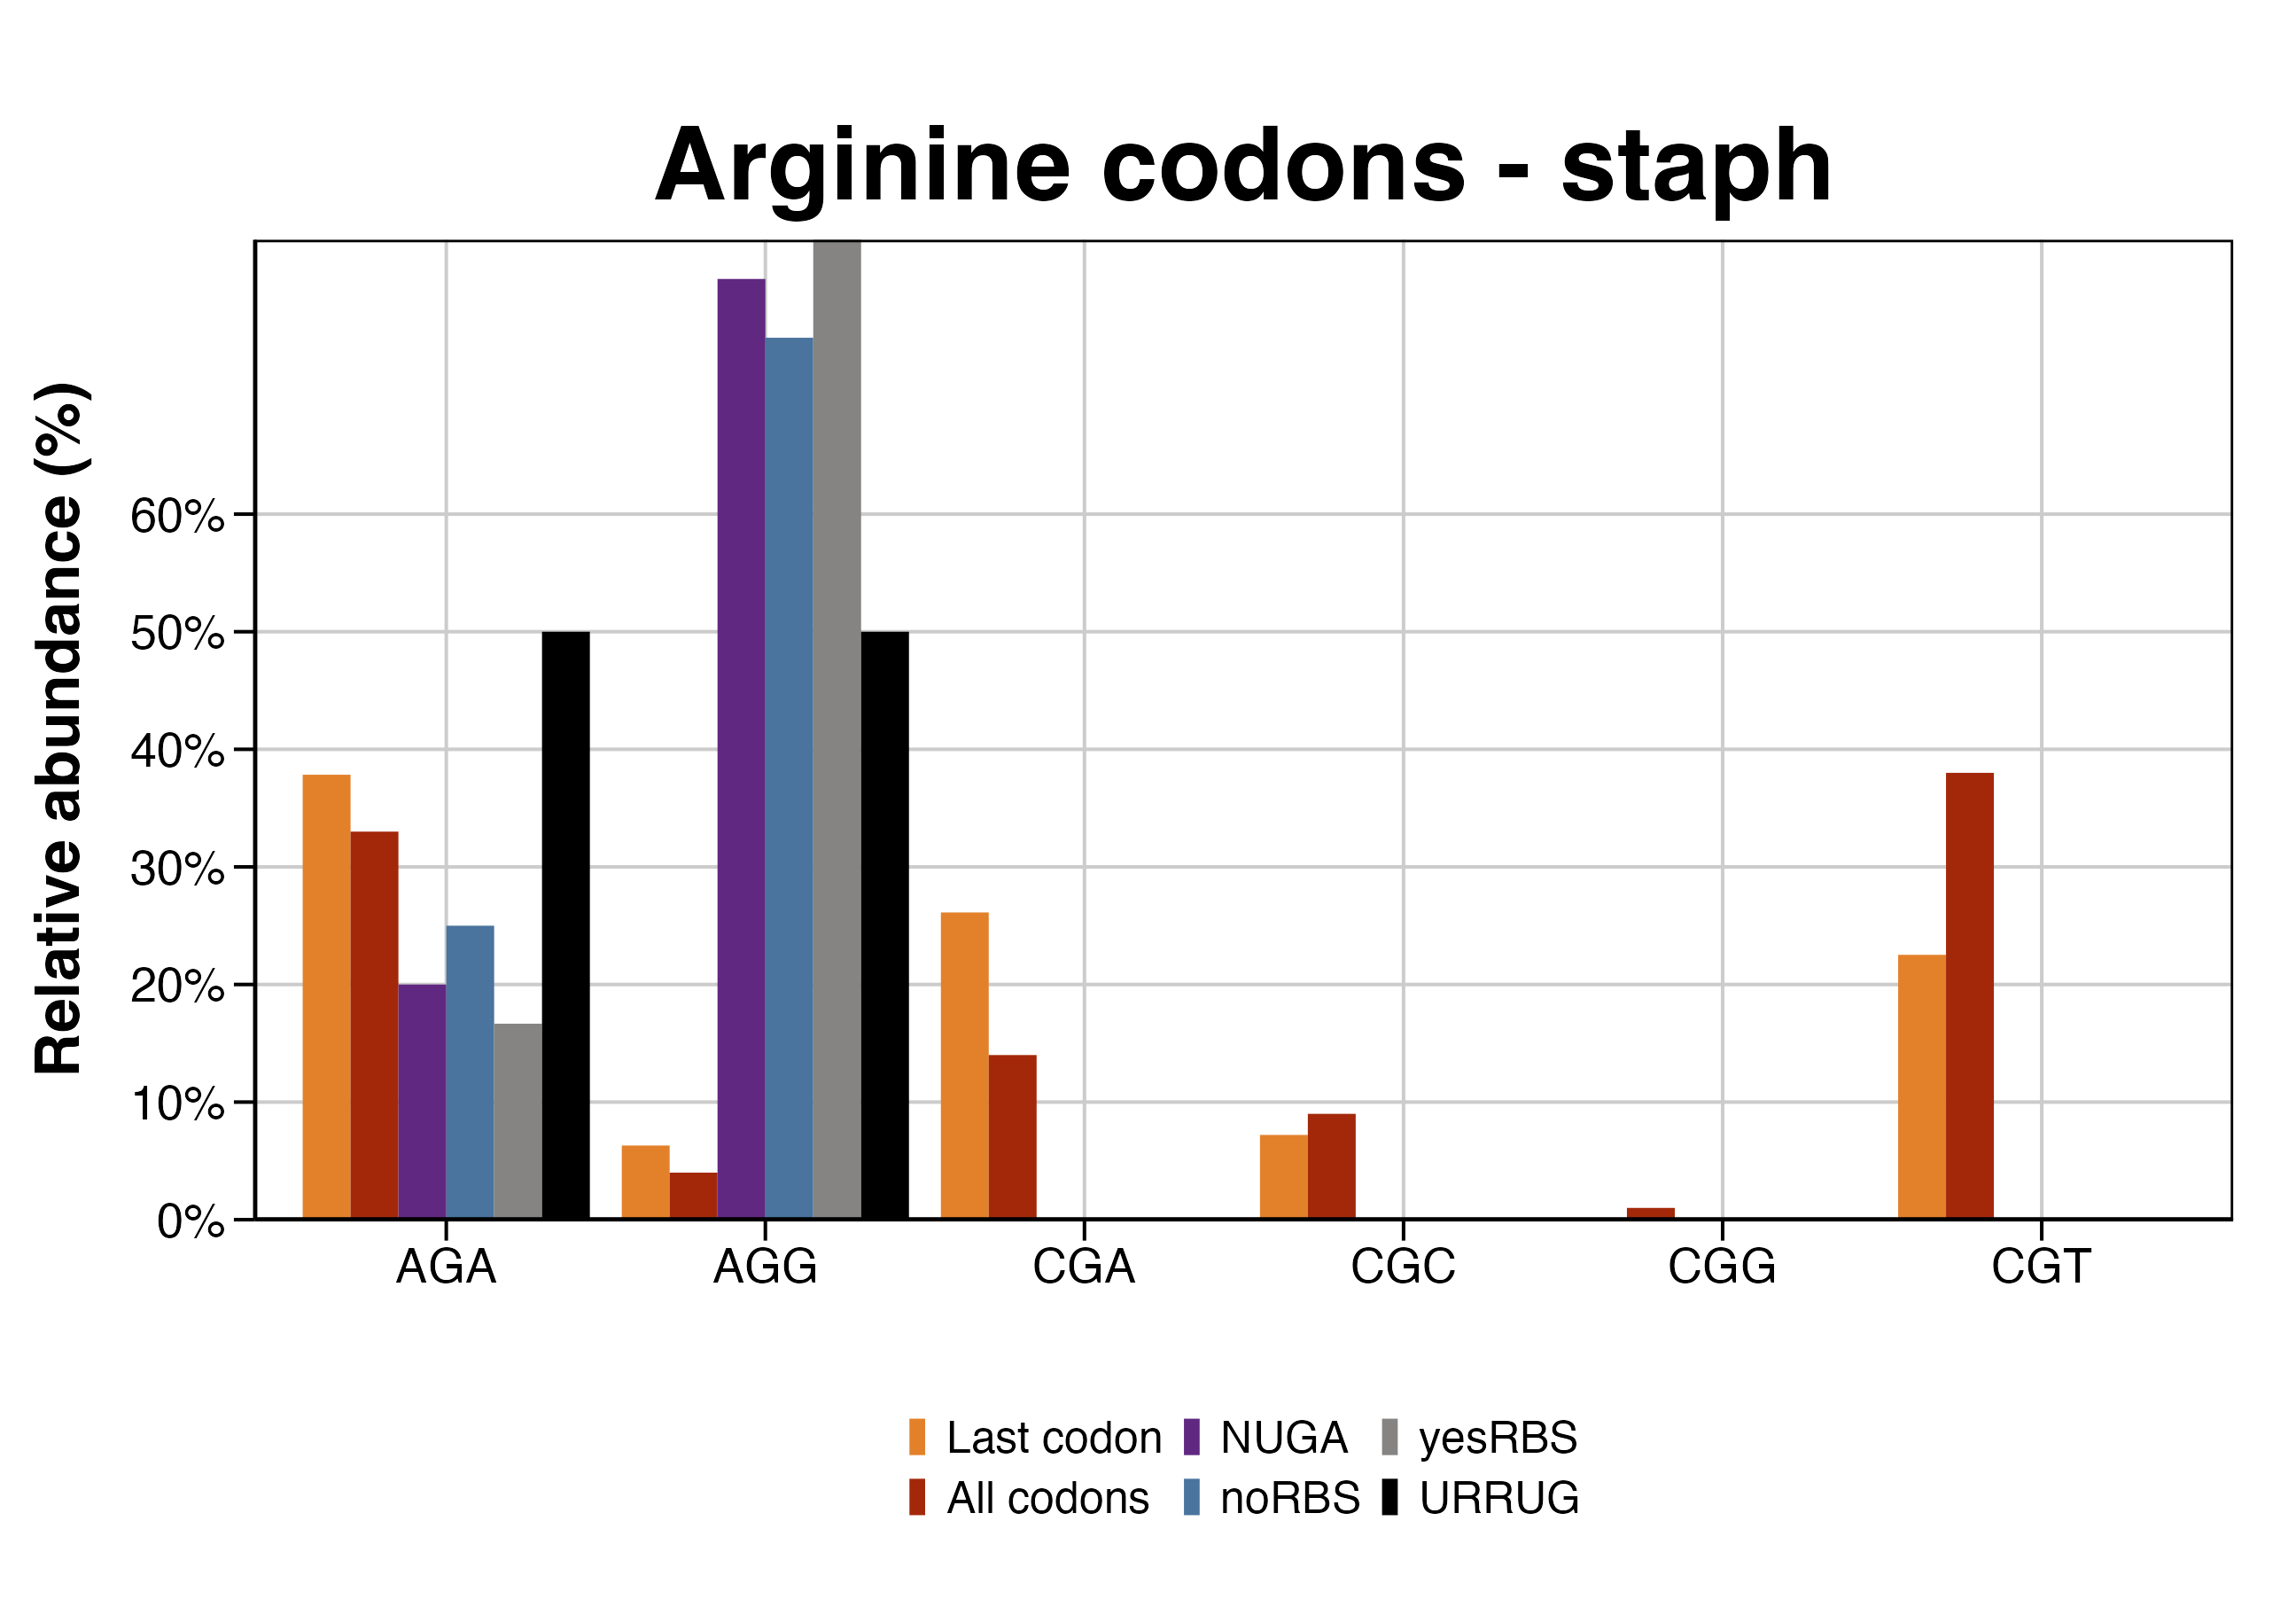 Arginine codons - staph
Relative abundance (%)
60%
50%
40%
30%
20%
10%
0%
AGA AGG CGA CGC CGG CGT
Last codon NUGA yesRBS
All codons noRBS URRUG